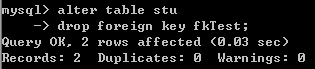 mysql> alter table stu
    -> drop foreign key fkTest;
Query OK, 2 rows affected (0.03 sec)
Records: 2  Duplicates: 0  Warnings: 0